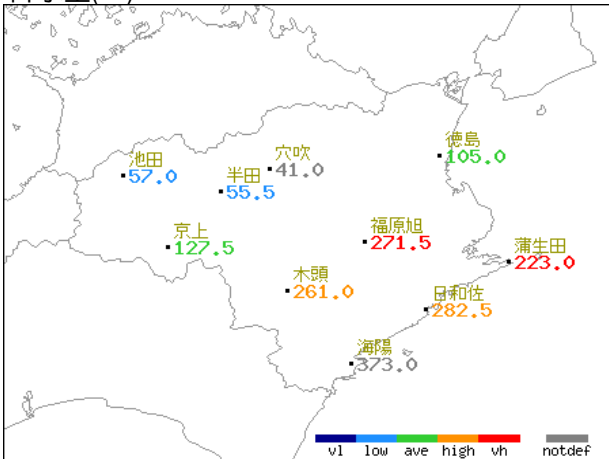 徳島
105.0
穴吹
41.0
池田
57.0
半田
55.5
京上
127.5
福原旭
271.5
蒲生田
223.0
木頭
261.0
日和佐
282.5
海陽
373.0
vl low ave high vh notdef